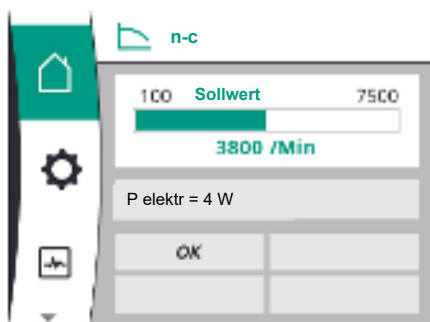 n-c
100 Sollwert 7500
3800 /Min
P elektr = 4 W
OK